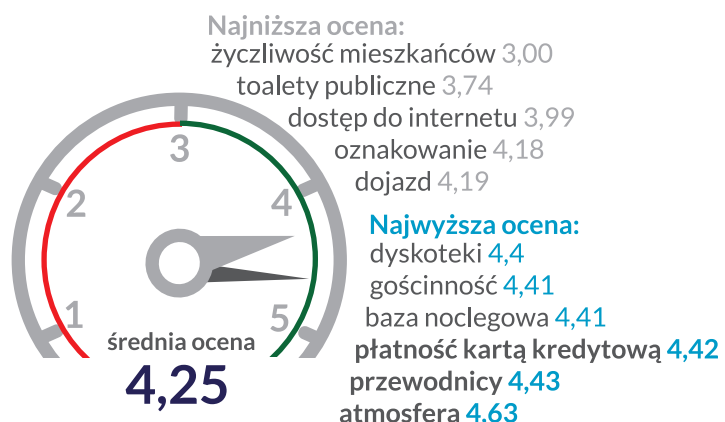 Najniższa ocena:
życzliwość mieszkańców 3,00
toalety publiczne 3,74
dostęp do internetu 3,99
oznakowanie 4,18
dojazd 4,19
1
2
3
4
5
Najwyższa ocena:
dyskoteki 4,4
gościnność 4,41
baza noclegowa 4,41
płatność kartą kredytową 4,42
przewodnicy 4,43
atmosfera 4,63
średnia ocena
4,25